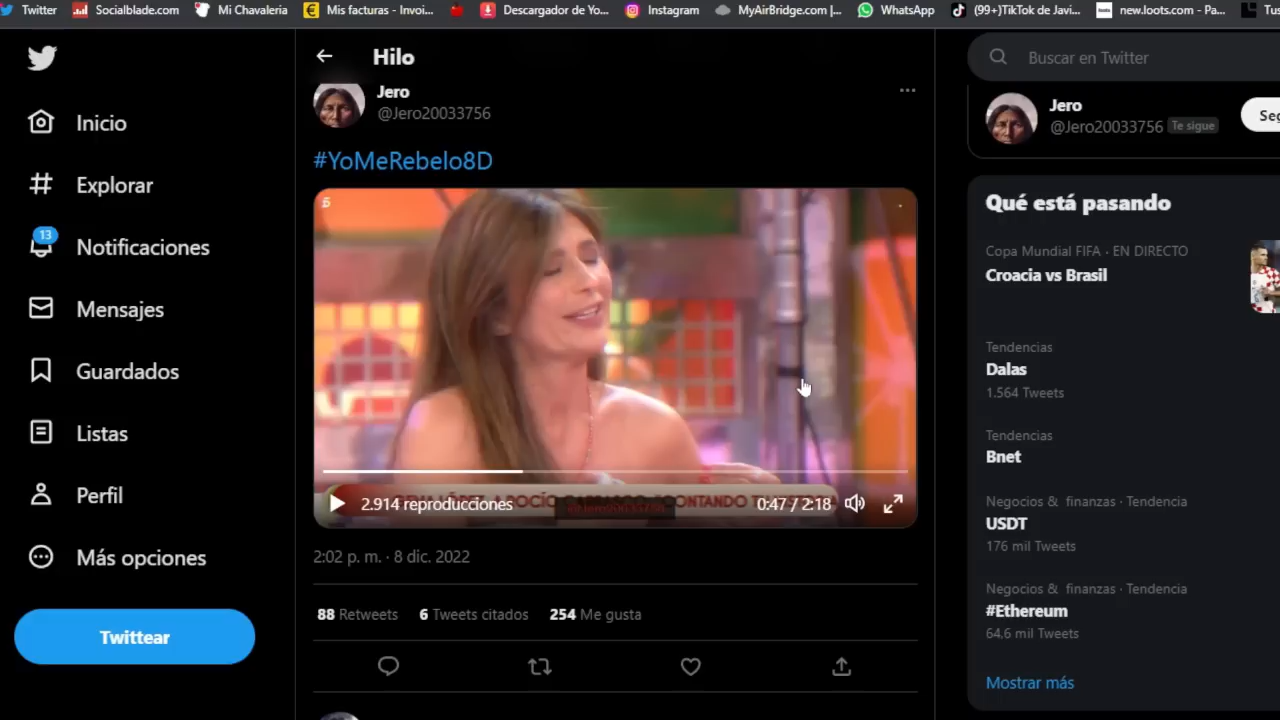 Twitter
Socialblade.com
Mi Chavaleria
Mis facturas - Invoi...
Descargador de Yo...
Instagram
MyAirBridge.com |...
WhatsApp
(99+)TikTok de Javi...
new.loots.com - Pa...
Tus
Hilo
Jero
@Jero20033756
#YoMeRebelo8D
5
2.914 reproducciones
0:47 / 2:18
2:02 p. m. · 8 dic. 2022
88 Retweets
6 Tweets citados
254 Me gusta
Inicio
Explorar
13
Notificaciones
Mensajes
Guardados
Listas
Perfil
Más opciones
Twittear
Buscar en Twitter
Jero
@Jero20033756 Te sigue
Seg
Qué está pasando
Copa Mundial FIFA · EN DIRECTO
Croacia vs Brasil
Tendencias
Dalas
1.564 Tweets
Tendencias
Bnet
Negocios & finanzas · Tendencia
USDT
176 mil Tweets
Negocios & finanzas · Tendencia
#Ethereum
64,6 mil Tweets
Mostrar más